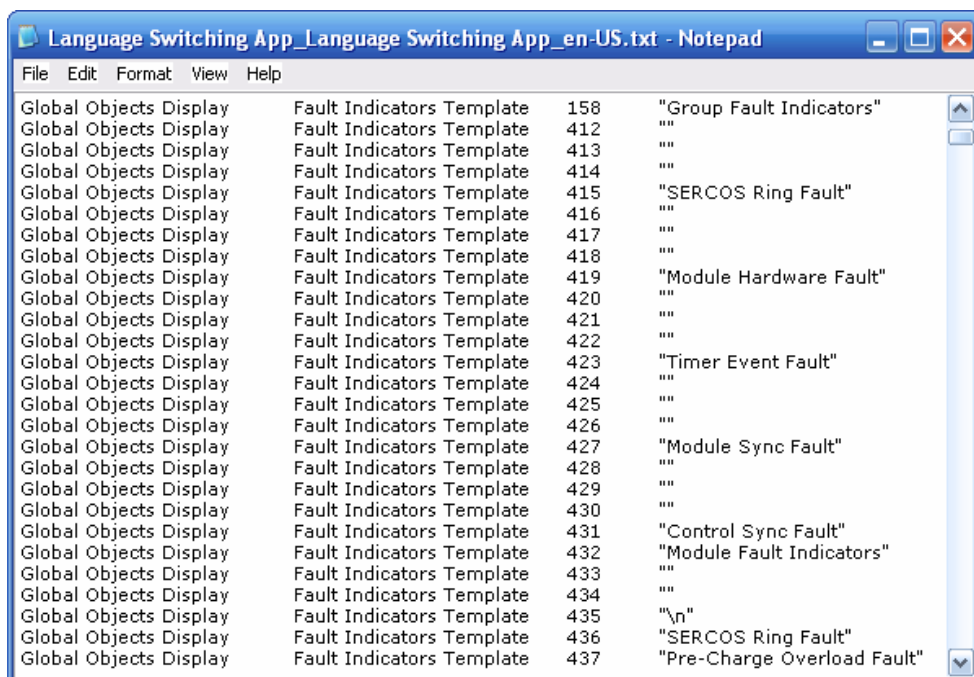 Language Switching App_Language Switching App_en-US.txt - Notepad
File Edit Format View Help
Global Objects Display Fault Indicators Template 158 "Group Fault Indicators"
Global Objects Display Fault Indicators Template 412 ""
Global Objects Display Fault Indicators Template 413 ""
Global Objects Display Fault Indicators Template 414 ""
Global Objects Display Fault Indicators Template 415 "SERCOS Ring Fault"
Global Objects Display Fault Indicators Template 416 ""
Global Objects Display Fault Indicators Template 417 ""
Global Objects Display Fault Indicators Template 418 ""
Global Objects Display Fault Indicators Template 419 "Module Hardware Fault"
Global Objects Display Fault Indicators Template 420 ""
Global Objects Display Fault Indicators Template 421 ""
Global Objects Display Fault Indicators Template 422 ""
Global Objects Display Fault Indicators Template 423 "Timer Event Fault"
Global Objects Display Fault Indicators Template 424 ""
Global Objects Display Fault Indicators Template 425 ""
Global Objects Display Fault Indicators Template 426 ""
Global Objects Display Fault Indicators Template 427 "Module Sync Fault"
Global Objects Display Fault Indicators Template 428 ""
Global Objects Display Fault Indicators Template 429 ""
Global Objects Display Fault Indicators Template 430 ""
Global Objects Display Fault Indicators Template 431 "Control Sync Fault"
Global Objects Display Fault Indicators Template 432 "Module Fault Indicators"
Global Objects Display Fault Indicators Template 433 ""
Global Objects Display Fault Indicators Template 434 ""
Global Objects Display Fault Indicators Template 435 "\n"
Global Objects Display Fault Indicators Template 436 "SERCOS Ring Fault"
Global Objects Display Fault Indicators Template 437 "Pre-Charge Overload Fault"